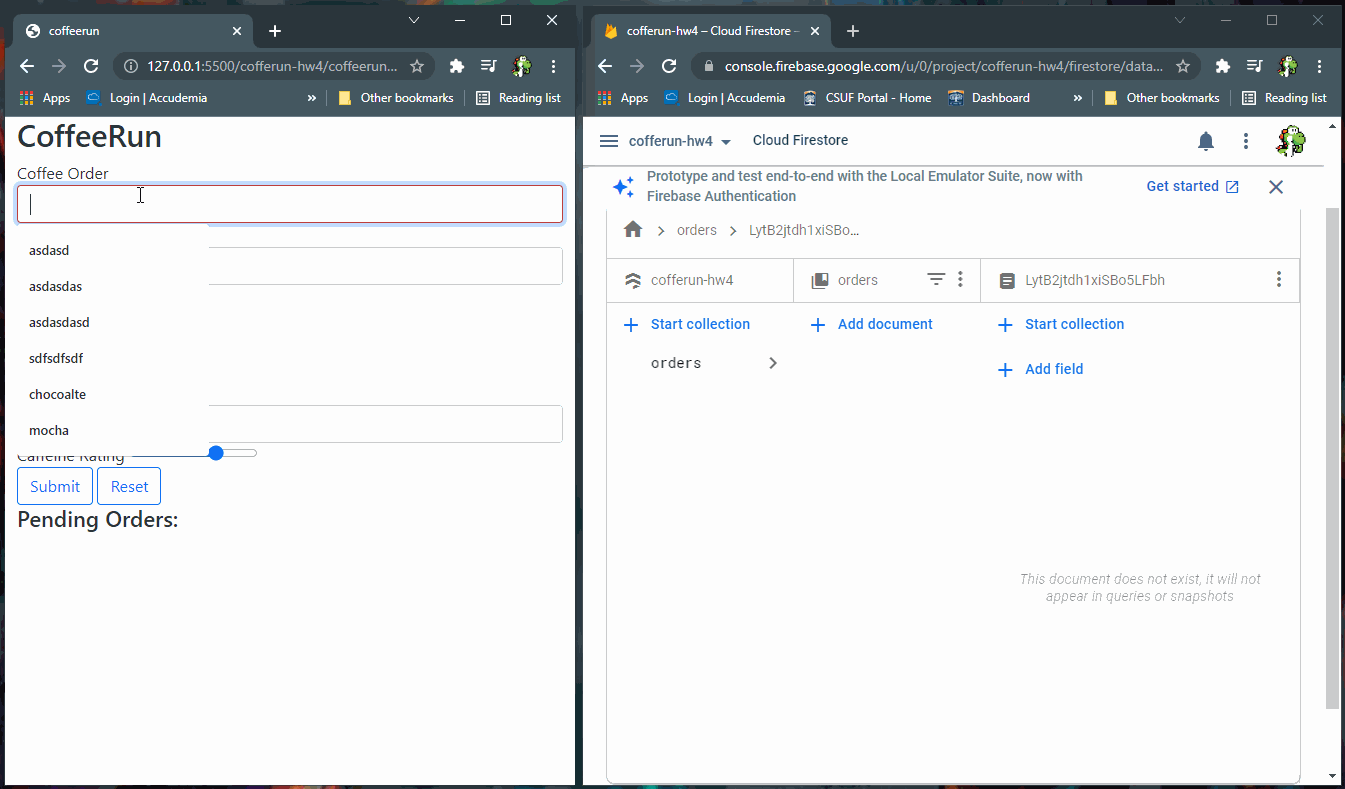 coffeerun
127.0.0.1:5500/cofferun-hw4/coffeerun...
Apps
Login | Accudemia
»
Other bookmarks
Reading list
CoffeeRun
Coffee Order
asdasd
asdasdas
asdasdasd
sdfsdfsdf
chocoalte
mocha
Caffeine Rating
Submit
Reset
Pending Orders:
cofferun-hw4 – Cloud Firestore –
console.firebase.google.com/u/0/project/cofferun-hw4/firestore/data...
Apps
Login | Accudemia
CSUF Portal - Home
Dashboard
»
Other bookmarks
Reading list
cofferun-hw4
Cloud Firestore
Prototype and test end-to-end with the Local Emulator Suite, now with
Firebase Authentication
Get started
orders
LytB2jtdh1xiSBo...
cofferun-hw4
orders
LytB2jtdh1xiSBo5LFbh
Start collection
Add document
Start collection
orders
Add field
This document does not exist, it will not
appear in queries or snapshots